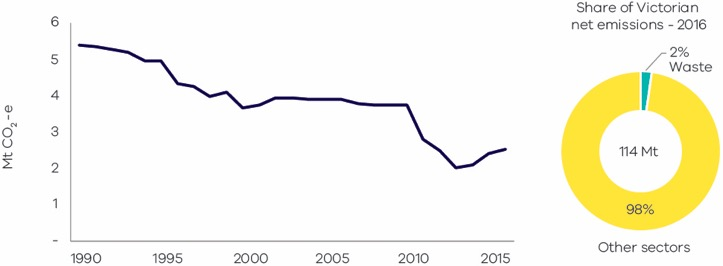 6
5
4
3
2
1
-
Mt CO₂-e
1990 1995 2000 2005 2010 2015
Share of Victorian
net emissions - 2016
2%
Waste
114 Mt
98%
Other sectors